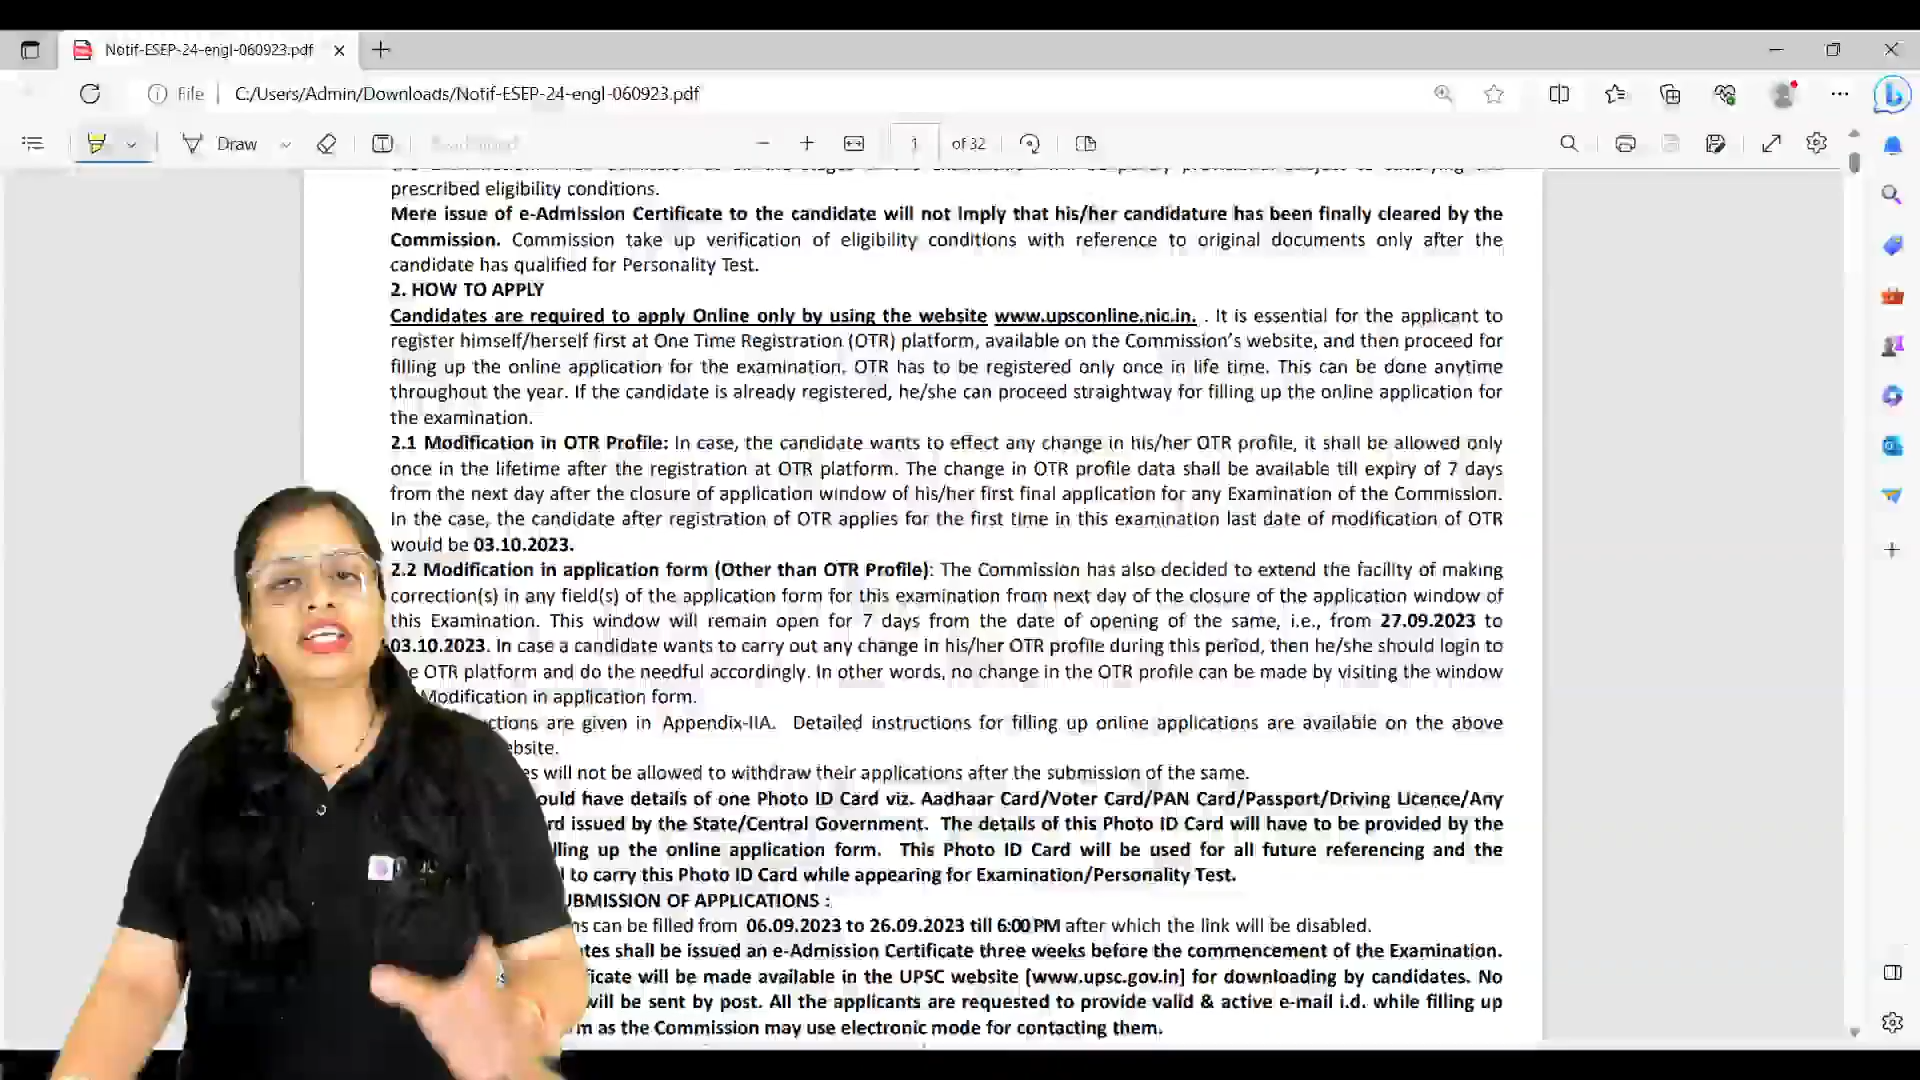 Notif-ESEP-24-engl-060923.pdf
File
C:/Users/Admin/Downloads/Notif-ESEP-24-engl-060923.pdf
Draw
1 of 32
prescribed eligibility conditions.
Mere issue of e-Admission Certificate to the candidate will not imply that his/her candidature has been finally cleared by the
Commission. Commission take up verification of eligibility conditions with reference to original documents only after the
candidate has qualified for Personality Test.
2. HOW TO APPLY
Candidates are required to apply Online only by using the website www.upsconline.nic.in. . It is essential for the applicant to
register himself/herself first at One Time Registration (OTR) platform, available on the Commission's website, and then proceed for
filling up the online application for the examination. OTR has to be registered only once in life time. This can be done anytime
throughout the year. If the candidate is already registered, he/she can proceed straightway for filling up the online application for
the examination.
2.1 Modification in OTR Profile: In case, the candidate wants to effect any change in his/her OTR profile, it shall be allowed only
once in the lifetime after the registration at OTR platform. The change in OTR profile data shall be available till expiry of 7 days
from the next day after the closure of application window of his/her first final application for any Examination of the Commission.
In the case, the candidate after registration of OTR applies for the first time in this examination last date of modification of OTR
would be 03.10.2023.
2.2 Modification in application form (Other than OTR Profile): The Commission has also decided to extend the facility of making
correction(s) in any field(s) of the application form for this examination from next day of the closure of the application window of
this Examination. This window will remain open for 7 days from the date of opening of the same, i.e., from 27.09.2023 to
03.10.2023. In case a candidate wants to carry out any change in his/her OTR profile during this period, then he/she should login to
e OTR platform and do the needful accordingly. In other words, no change in the OTR profile can be made by visiting the window
Modification in application form.
ctions are given in Appendix-IIA. Detailed instructions for filling up online applications are available on the above
ebsite.
es will not be allowed to withdraw their applications after the submission of the same.
ould have details of one Photo ID Card viz. Aadhaar Card/Voter Card/PAN Card/Passport/Driving Licence/Any
rd issued by the State/Central Government. The details of this Photo ID Card will have to be provided by the
lling up the online application form. This Photo ID Card will be used for all future referencing and the
to carry this Photo ID Card while appearing for Examination/Personality Test.
UBMISSION OF APPLICATIONS :
ns can be filled from 06.09.2023 to 26.09.2023 till 6:00 PM after which the link will be disabled.
tes shall be issued an e-Admission Certificate three weeks before the commencement of the Examination.
ficate will be made available in the UPSC website [www.upsc.gov.in] for downloading by candidates. No
will be sent by post. All the applicants are requested to provide valid & active e-mail i.d. while filling up
m as the Commission may use electronic mode for contacting them.